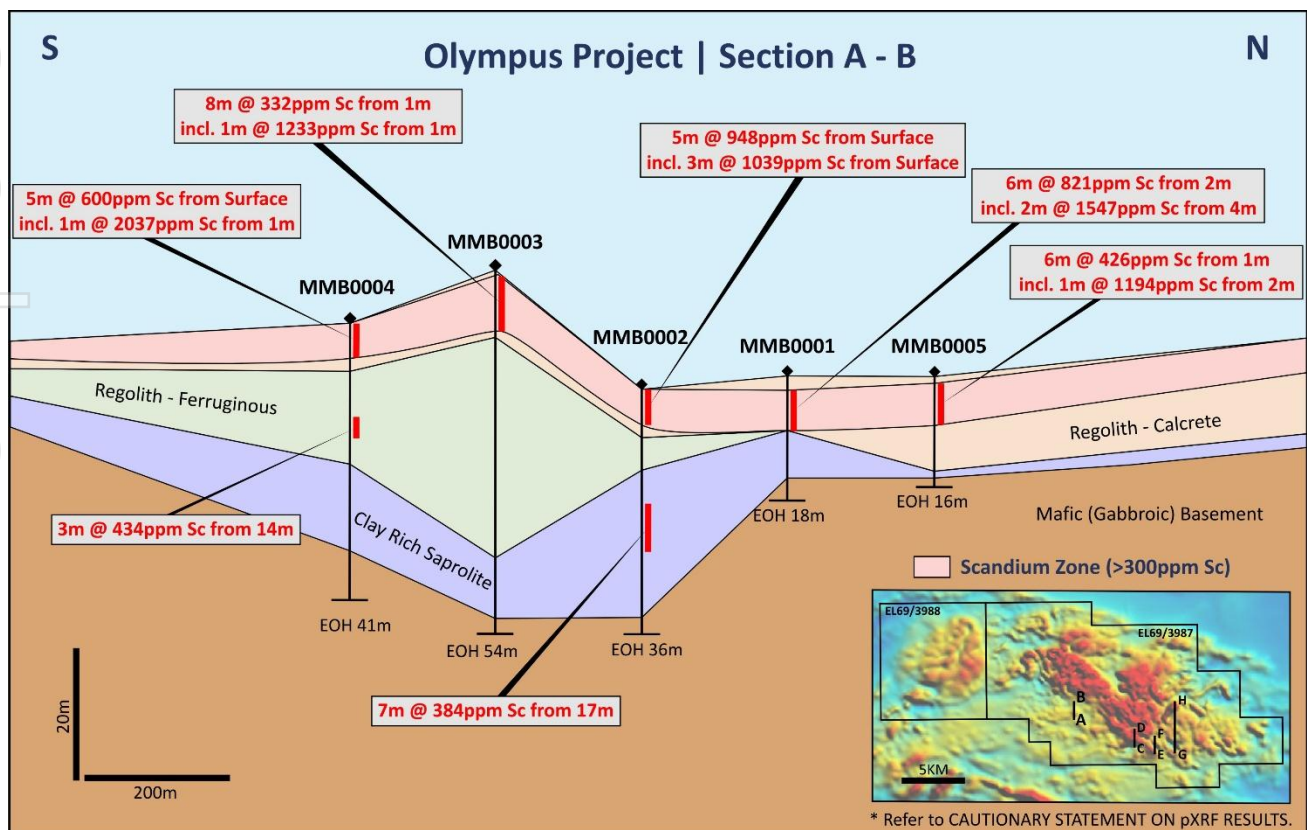 S
Olympus Project | Section A - B
N
8m @ 332ppm Sc from 1m
incl. 1m @ 1233ppm Sc from 1m
5m @ 948ppm Sc from Surface
incl. 3m @ 1039ppm Sc from Surface
5m @ 600ppm Sc from Surface
incl. 1m @ 2037ppm Sc from 1m
6m @ 821ppm Sc from 2m
incl. 2m @ 1547ppm Sc from 4m
6m @ 426ppm Sc from 1m
incl. 1m @ 1194ppm Sc from 2m
MMB0004
MMB0003
MMB0002
MMB0001
MMB0005
Regolith - Ferruginous
Regolith - Calcrete
Clay Rich Saprolite
Mafic (Gabbroic) Basement
3m @ 434ppm Sc from 14m
7m @ 384ppm Sc from 17m
EOH 41m
EOH 54m
EOH 36m
EOH 18m
EOH 16m
Scandium Zone (>300ppm Sc)
20m
200m
EL69/3988
EL69/3987
B
A
D
C
F
E
H
G
5KM
* Refer to CAUTIONARY STATEMENT ON pXRF RESULTS.